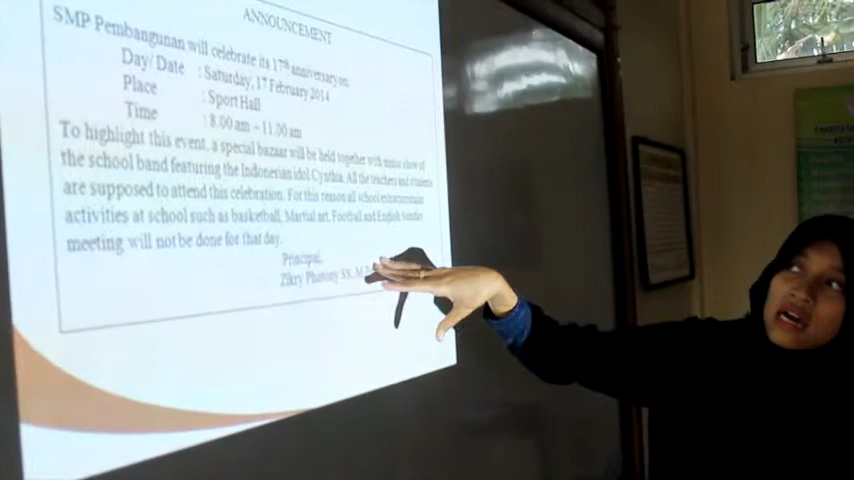 ANNOUNCEMENT
SMP Pembangunan will celebrate its 17th anniversary on:
Day/ Date : Saturday, 17 February 2014
Place : Sport Hall
Time : 8.00 am – 11.00 am
To highlight this event, a special bazaar will be held together with music show of
the school band featuring the Indonesian idol Cynthia. All the teachers and students
are supposed to attend this celebration. For this reason all school extracurricular
activities at school such as basketball, Martial art, Football and English Sunday
meeting will not be done for that day.
Principal,
Zikry Phatony